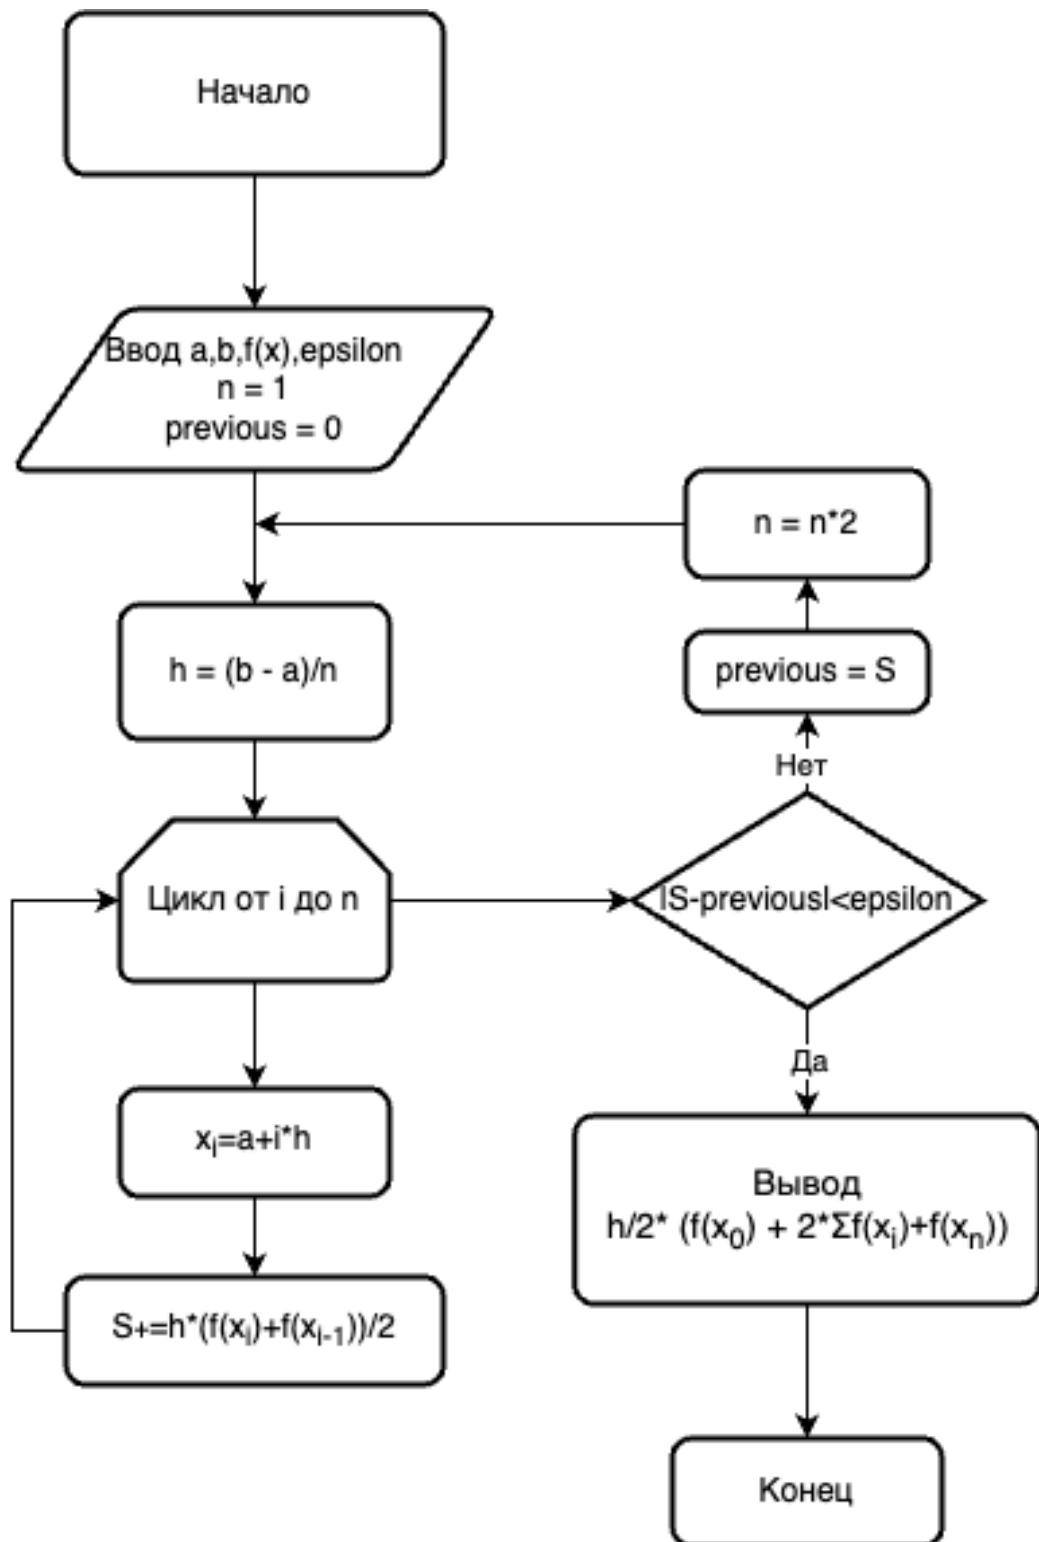 Начало
Ввод a,b,f(x),epsilon
n = 1
previous = 0
n = n*2
h = (b - a)/n
previous = S
Нет
Цикл от i до n
|S-previous|<epsilon
Да
xᵢ=a+i*h
Вывод
h/2* (f(x₀) + 2*Σf(xᵢ)+f(xₙ))
S+=h*(f(xᵢ)+f(xᵢ₋₁))/2
Конец